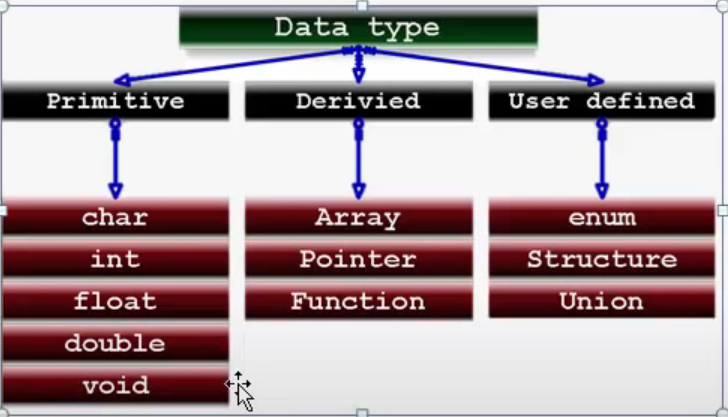 Data type
Primitive
Derivied
User defined
char
Array
enum
int
Pointer
Structure
float
Function
Union
double
void